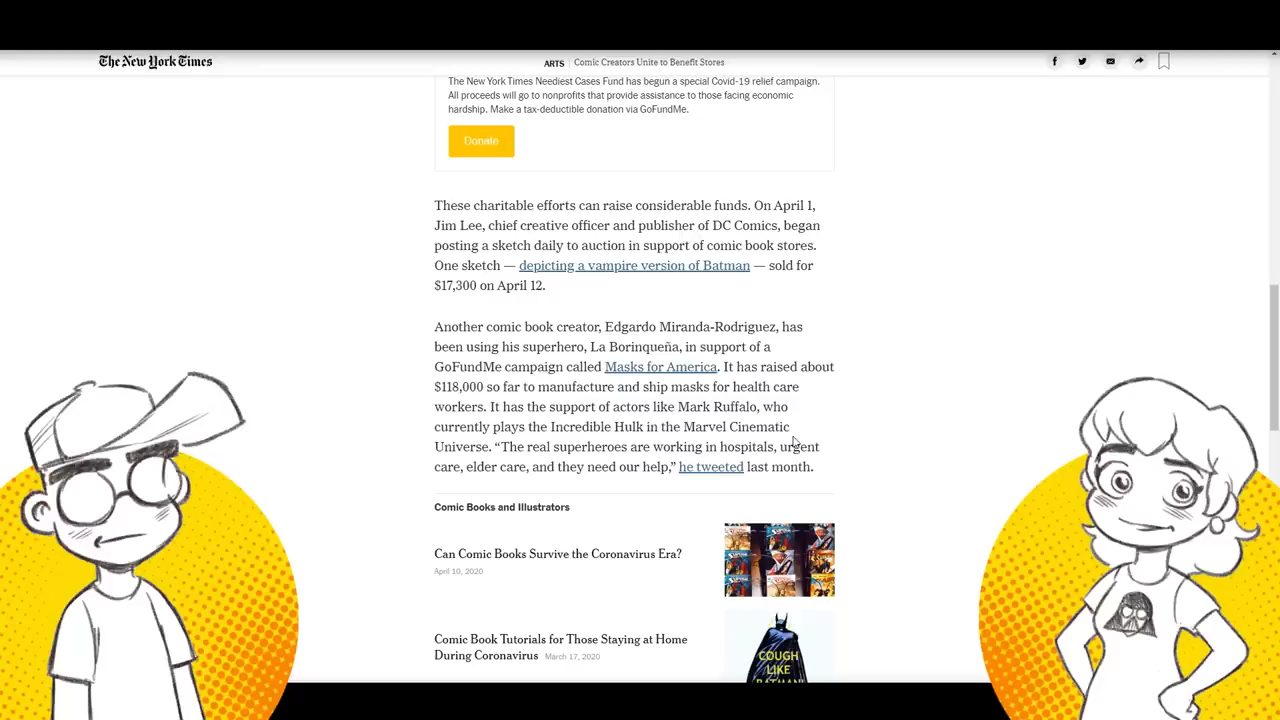 The New York Times
ARTS | Comic Creators Unite to Benefit Stores
The New York Times Neediest Cases Fund has begun a special Covid-19 relief campaign.
All proceeds will go to nonprofits that provide assistance to those facing economic
hardship. Make a tax-deductible donation via GoFundMe.
Donate
These charitable efforts can raise considerable funds. On April 1,
Jim Lee, chief creative officer and publisher of DC Comics, began
posting a sketch daily to auction in support of comic book stores.
One sketch — depicting a vampire version of Batman — sold for
$17,300 on April 12.
Another comic book creator, Edgardo Miranda-Rodriguez, has
been using his superhero, La Borinqueña, in support of a
GoFundMe campaign called Masks for America. It has raised about
$118,000 so far to manufacture and ship masks for health care
workers. It has the support of actors like Mark Ruffalo, who
currently plays the Incredible Hulk in the Marvel Cinematic
Universe. “The real superheroes are working in hospitals, urgent
care, elder care, and they need our help,” he tweeted last month.
Comic Books and Illustrators
Can Comic Books Survive the Coronavirus Era?
April 10, 2020
Comic Book Tutorials for Those Staying at Home
During Coronavirus March 17, 2020
COUGH
LIKE
BATMAN!